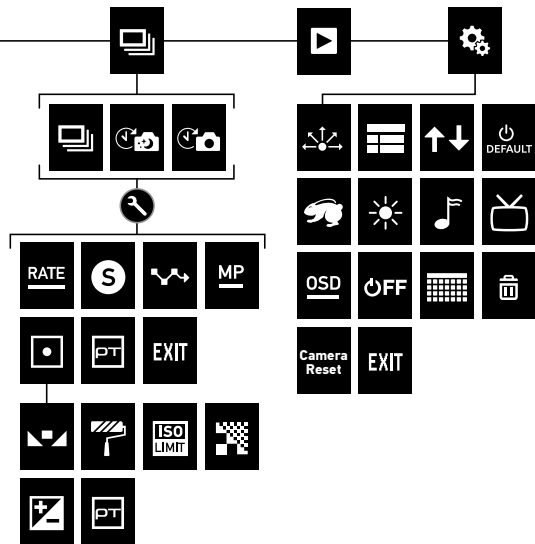 DEFAULT
RATE
S
MP
OSD
OFF
PT
EXIT
Camera
Reset
EXIT
ISO
LIMIT
PT